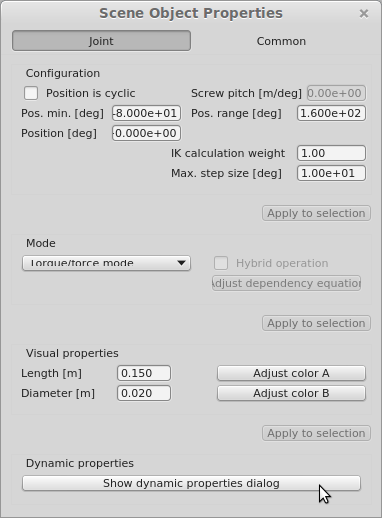 Scene Object Properties
Joint Common
Configuration
Position is cyclic Screw pitch [m/deg] 0.00e+00
Pos. min. [deg] -8.000e+01 Pos. range [deg] 1.600e+02
Position [deg] -0.000e+00
IK calculation weight 1.00
Max. step size [deg] 1.00e+01
Apply to selection
Mode
Torque/force mode Hybrid operation
Adjust dependency equation
Apply to selection
Visual properties
Length [m] 0.150 Adjust color A
Diameter [m] 0.020 Adjust color B
Apply to selection
Dynamic properties
Show dynamic properties dialog